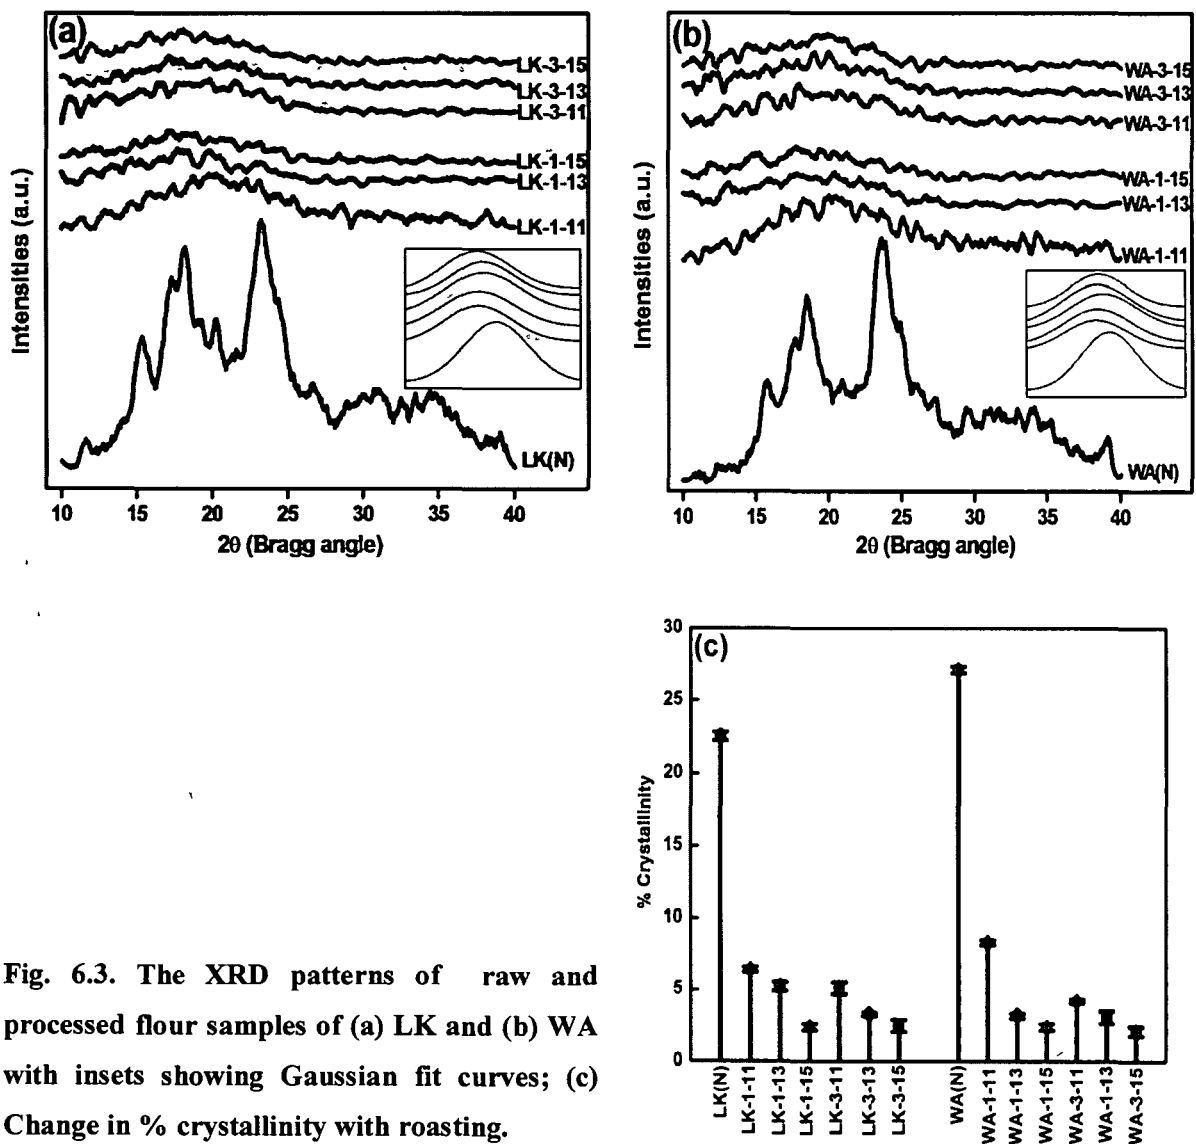 (a)
LK-3-15
LK-3-13
LK-3-11
LK-1-15
LK-1-13
LK-1-11
LK(N)
Intensities (a.u.)
10 15 20 25 30 35 40
2θ (Bragg angle)
(b)
WA-3-15
WA-3-13
WA-3-11
WA-1-15
WA-1-13
WA-1-11
WA(N)
Intensities (a.u.)
10 15 20 25 30 35 40
2θ (Bragg angle)
(c)
30
25
20
15
10
5
0
% Crystallinity
LK(N)
LK-1-11
LK-1-13
LK-1-15
LK-3-11
LK-3-13
LK-3-15
WA(N)
WA-1-11
WA-1-13
WA-1-15
WA-3-11
WA-1-13
WA-3-15
Fig. 6.3. The XRD patterns of raw and
processed flour samples of (a) LK and (b) WA
with insets showing Gaussian fit curves; (c)
Change in % crystallinity with roasting.